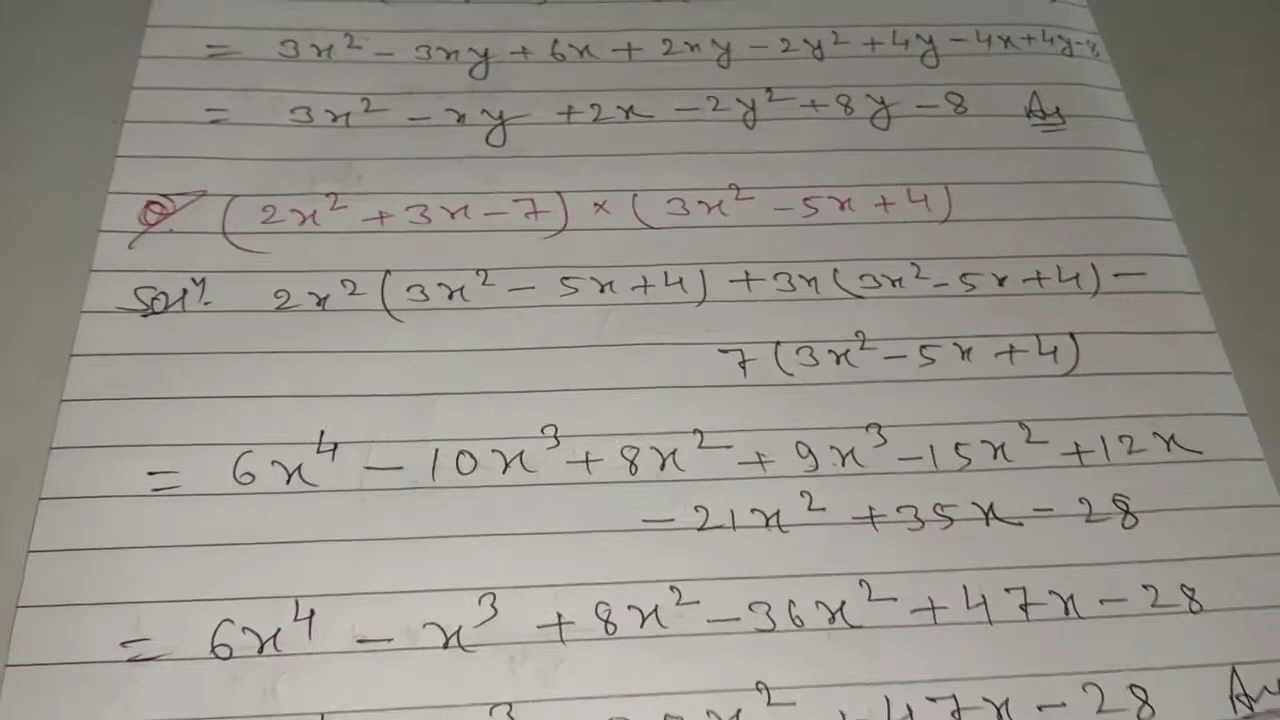 = 3x² - 3xy + 6x + 2xy - 2y² + 4y - 4x + 4y - 8
= 3x² - xy + 2x - 2y² + 8y - 8 Ans
Q. (2x² + 3x - 7) × (3x² - 5x + 4)
Solⁿ. 2x² (3x² - 5x + 4) + 3x (3x² - 5x + 4) -
7 (3x² - 5x + 4)
= 6x⁴ - 10x³ + 8x² + 9x³ - 15x² + 12x
- 21x² + 35x - 28
= 6x⁴ - x³ + 8x² - 36x² + 47x - 28
+ 47x - 28 Ans